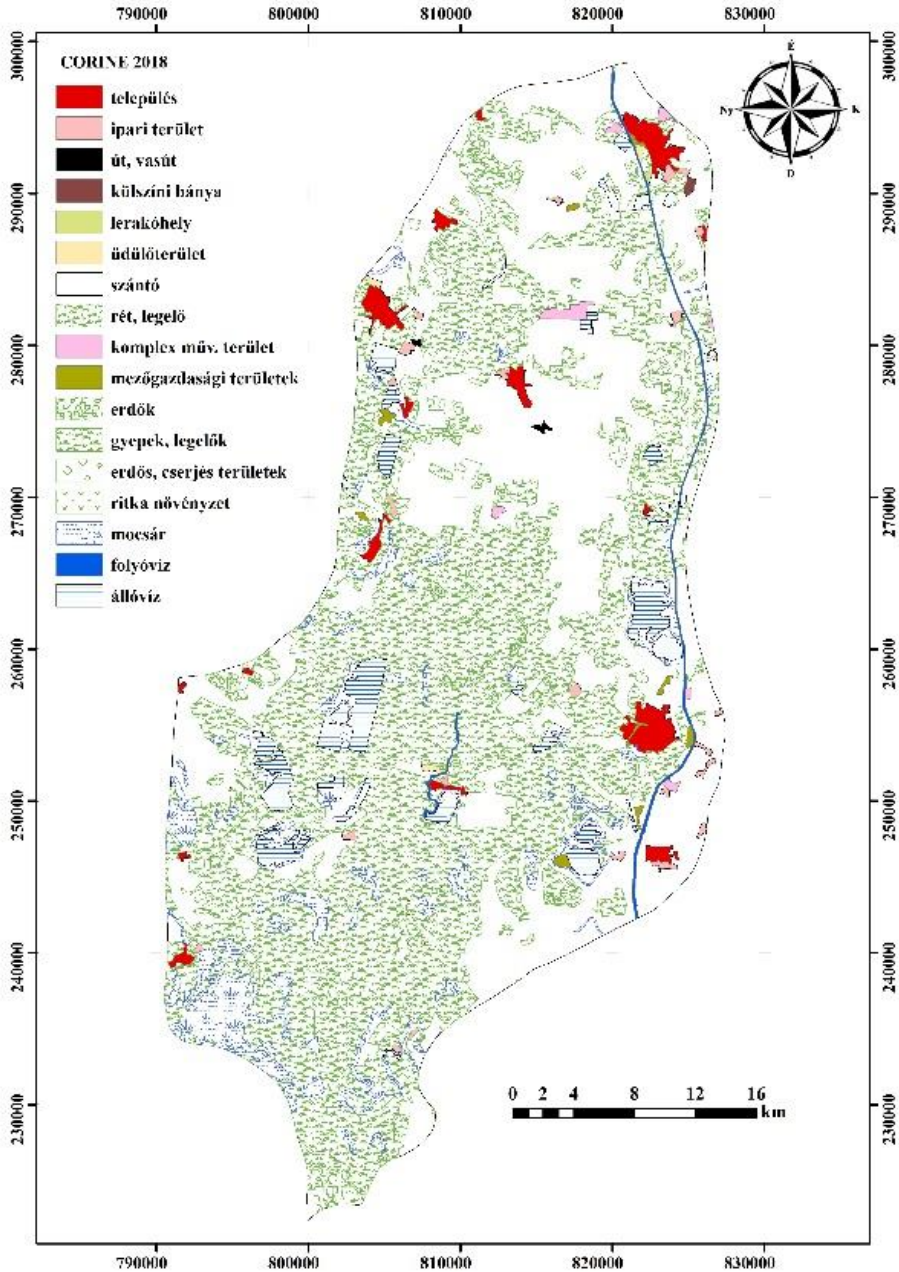 790000 800000 810000 820000 830000
CORINE 2018
település
ipari terület
út, vasút
külszíni bánya
lerakóhely
üdülőterület
szántó
rét, legelő
komplex műv. terület
mezőgazdasági területek
erdők
gyepek, legelők
erdős, cserjés területek
ritka növényzet
mocsár
folyóvíz
állóvíz
É
Ny K
D
300000 300000
290000 290000
280000 280000
270000 270000
260000 260000
250000 250000
240000 240000
230000 230000
0 2 4 8 12 16
km
790000 800000 810000 820000 830000